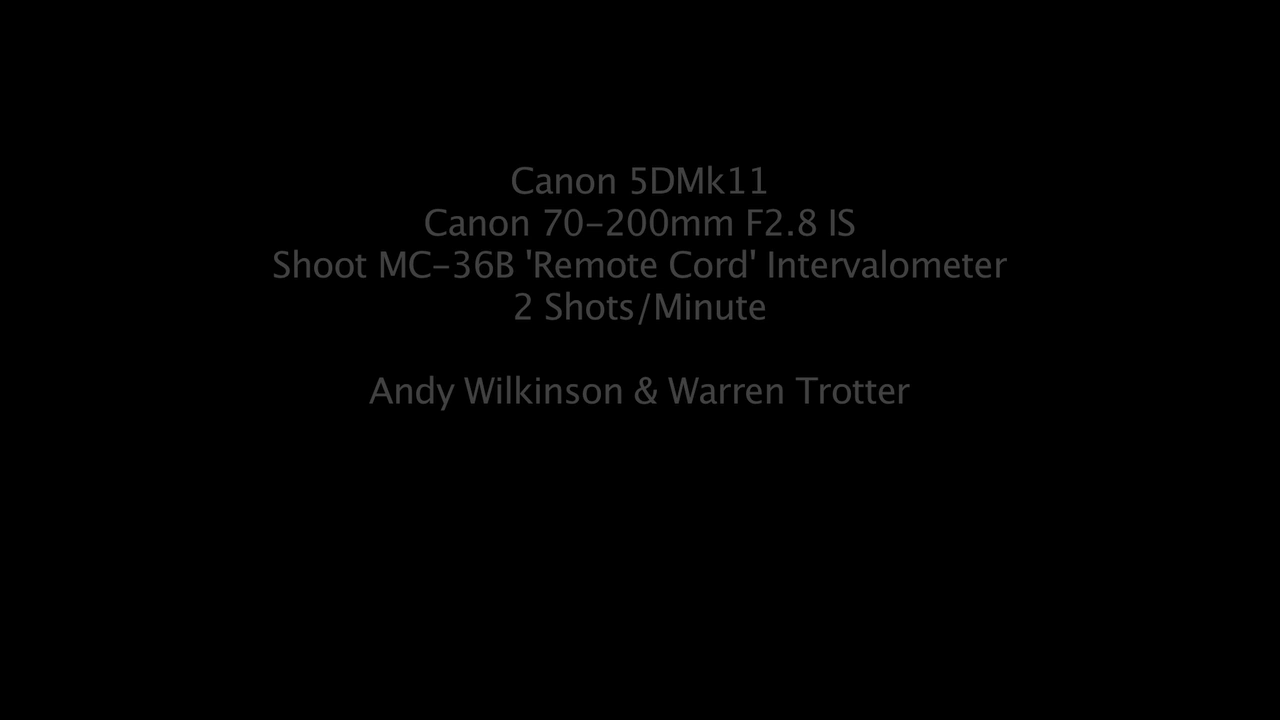 Canon 5DMk11
Canon 70-200mm F2.8 IS
Shoot MC-36B 'Remote Cord' Intervalometer
2 Shots/Minute
Andy Wilkinson & Warren Trotter